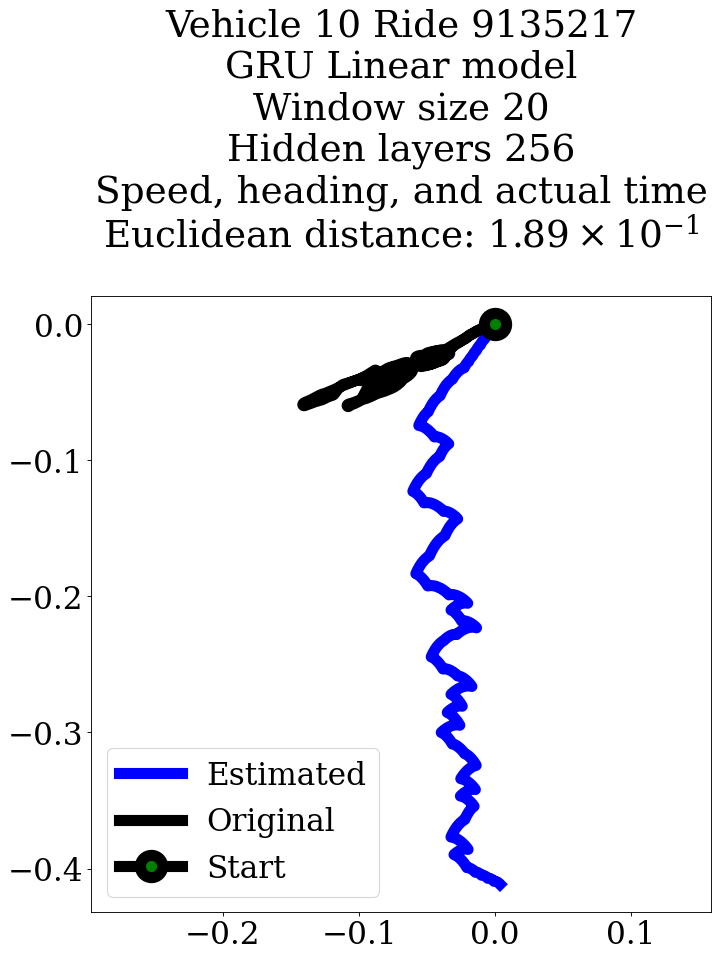 Vehicle 10 Ride 9135217
GRU Linear model
Window size 20
Hidden layers 256
Speed, heading, and actual time
Euclidean distance: 1.89 × 10⁻¹
0.0
−0.1
−0.2
−0.3
−0.4
Estimated
Original
Start
−0.2 −0.1 0.0 0.1